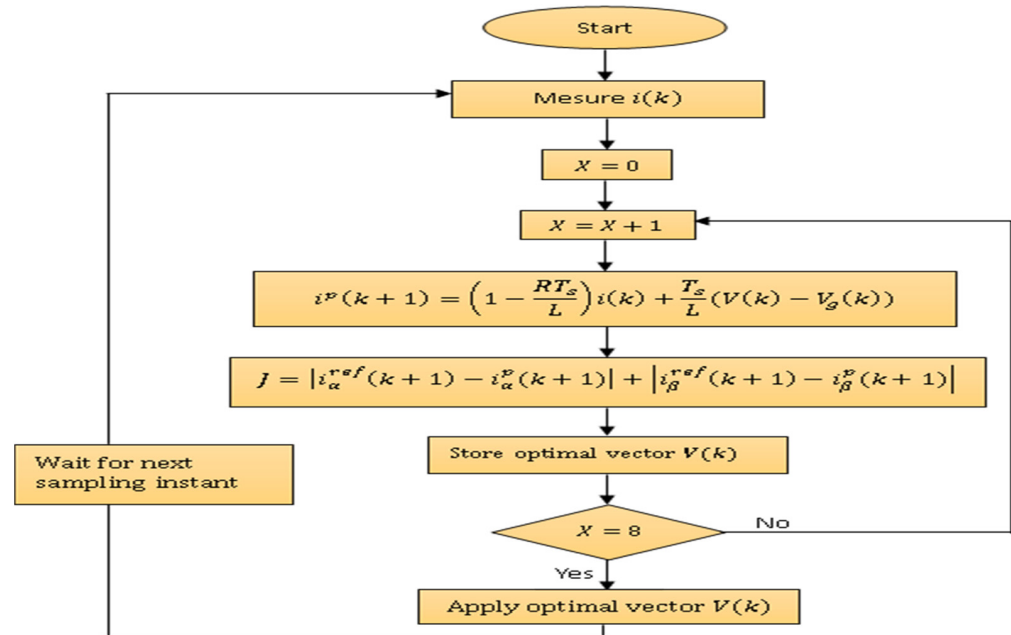 Start
Mesure i(k)
X = 0
X = X + 1
i^p(k + 1) = (1 − RT_s/L) i(k) + T_s/L (V(k) − V_g(k))
J = |i_α^ref(k + 1) − i_α^p(k + 1)| + |i_β^ref(k + 1) − i_β^p(k + 1)|
Store optimal vector V(k)
Wait for next
sampling instant
X = 8
No
Yes
Apply optimal vector V(k)